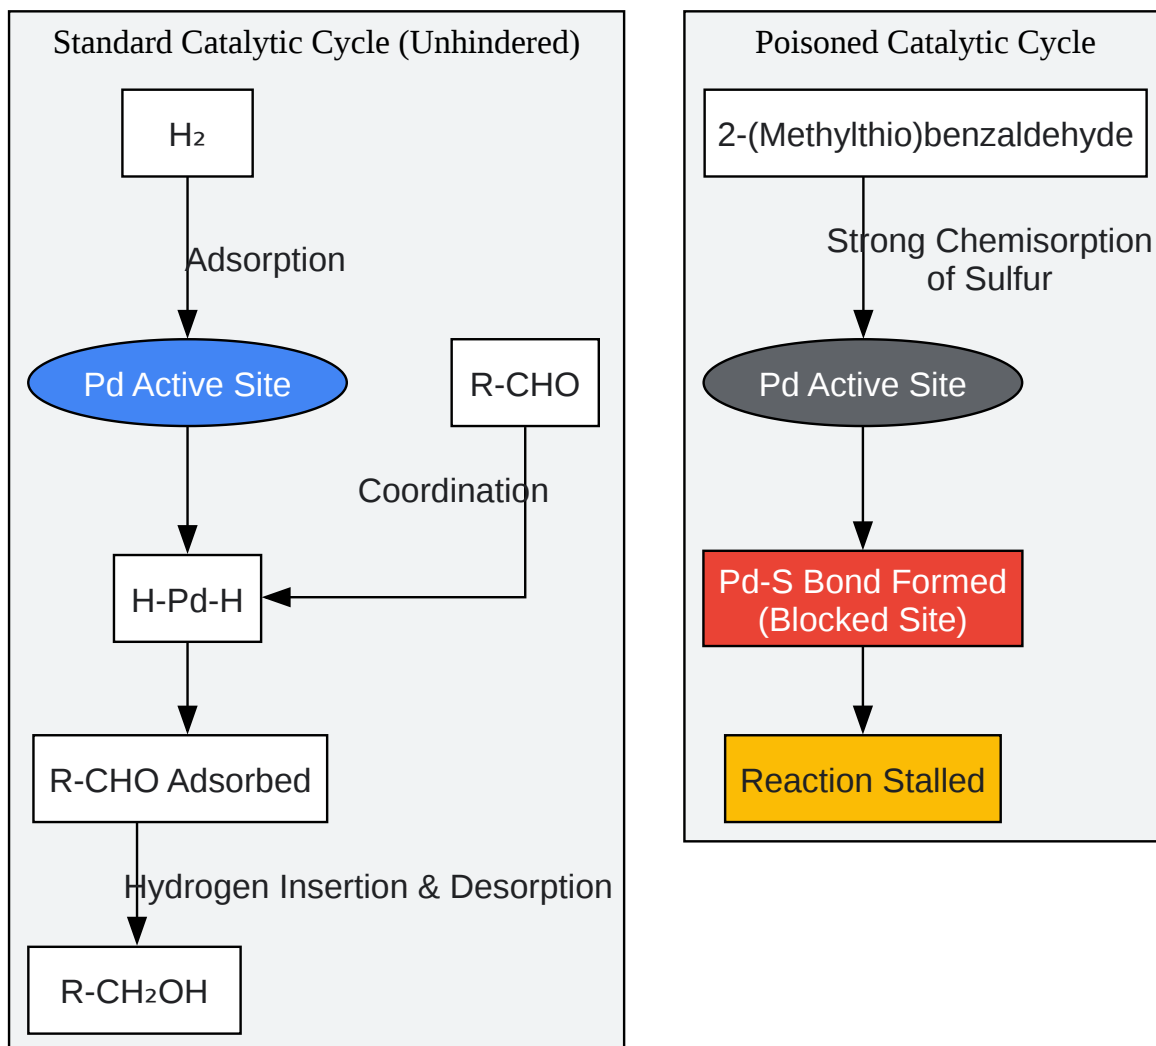 Standard Catalytic Cycle (Unhindered)
H₂
Adsorption
Pd Active Site
R-CHO
Coordination
H-Pd-H
R-CHO Adsorbed
Hydrogen Insertion & Desorption
R-CH₂OH
Poisoned Catalytic Cycle
2-(Methylthio)benzaldehyde
Strong Chemisorption
of Sulfur
Pd Active Site
Pd-S Bond Formed
(Blocked Site)
Reaction Stalled